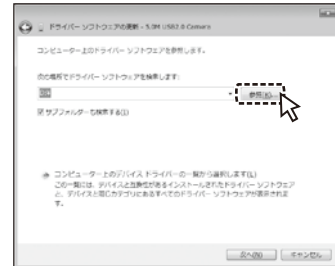 ドライバー ソフトウェアの更新 - 5.0M USB2.0 Camera
コンピューター上のドライバー ソフトウェアを参照します。
次の場所でドライバー ソフトウェアを検索します:
参照(R)...
サブフォルダーも検索する(I)
コンピューター上のデバイス ドライバーの一覧から選択します(L)
この一覧には、デバイスと互換性があるインストールされたドライバー ソフトウェア
と、デバイスと同じカテゴリにあるすべてのドライバー ソフトウェアが表示されま
す。
次へ(N)
キャンセル